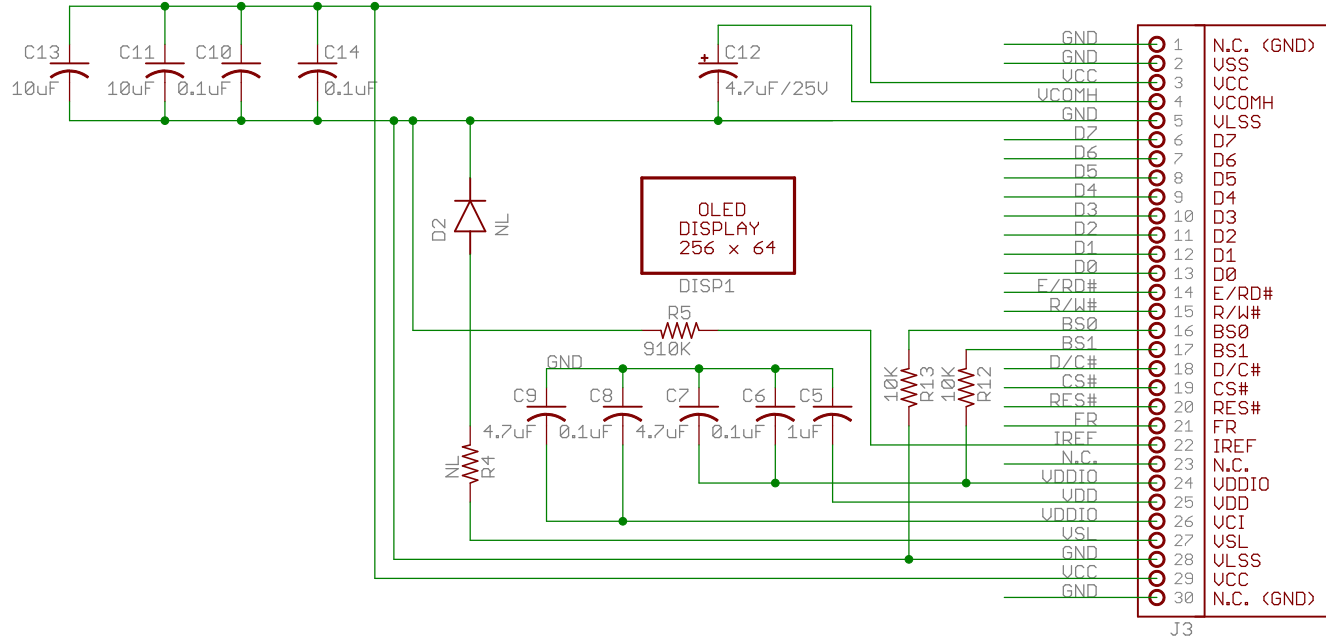 C13
10uF
C11
10uF
C10
0.1uF
C14
0.1uF
+
C12
4.7uF/25V
D2
NL
OLED
DISPLAY
256 x 64
DISP1
R5
910K
GND
C9
4.7uF
C8
0.1uF
C7
4.7uF
C6
0.1uF
C5
1uF
10K
R13
10K
R12
NL
R4
GND 1 N.C. (GND)
GND 2 VSS
VCC 3 VCC
VCOMH 4 VCOMH
GND 5 VLSS
D7 6 D7
D6 7 D6
D5 8 D5
D4 9 D4
D3 10 D3
D2 11 D2
D1 12 D1
D0 13 D0
E/RD# 14 E/RD#
R/W# 15 R/W#
BS0 16 BS0
BS1 17 BS1
D/C# 18 D/C#
CS# 19 CS#
RES# 20 RES#
FR 21 FR
IREF 22 IREF
N.C. 23 N.C.
VDDIO 24 VDDIO
VDD 25 VDD
VDDIO 26 VCI
VSL 27 VSL
GND 28 VLSS
VCC 29 VCC
GND 30 N.C. (GND)
J3